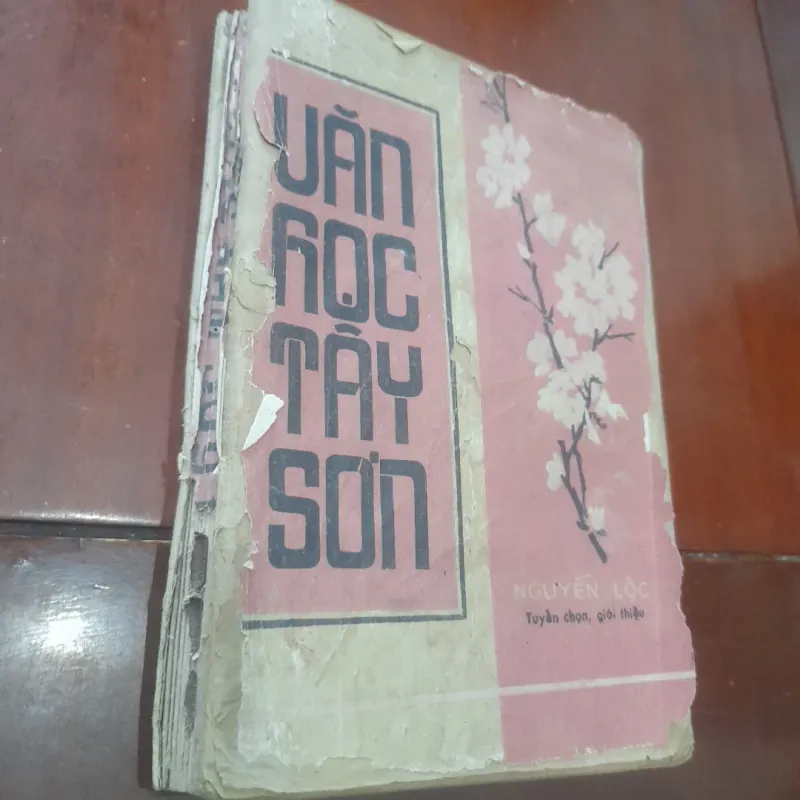 VĂN
HỌC
TÂY
SƠN
NGUYỄN LỘC
Tuyển chọn, giới thiệu